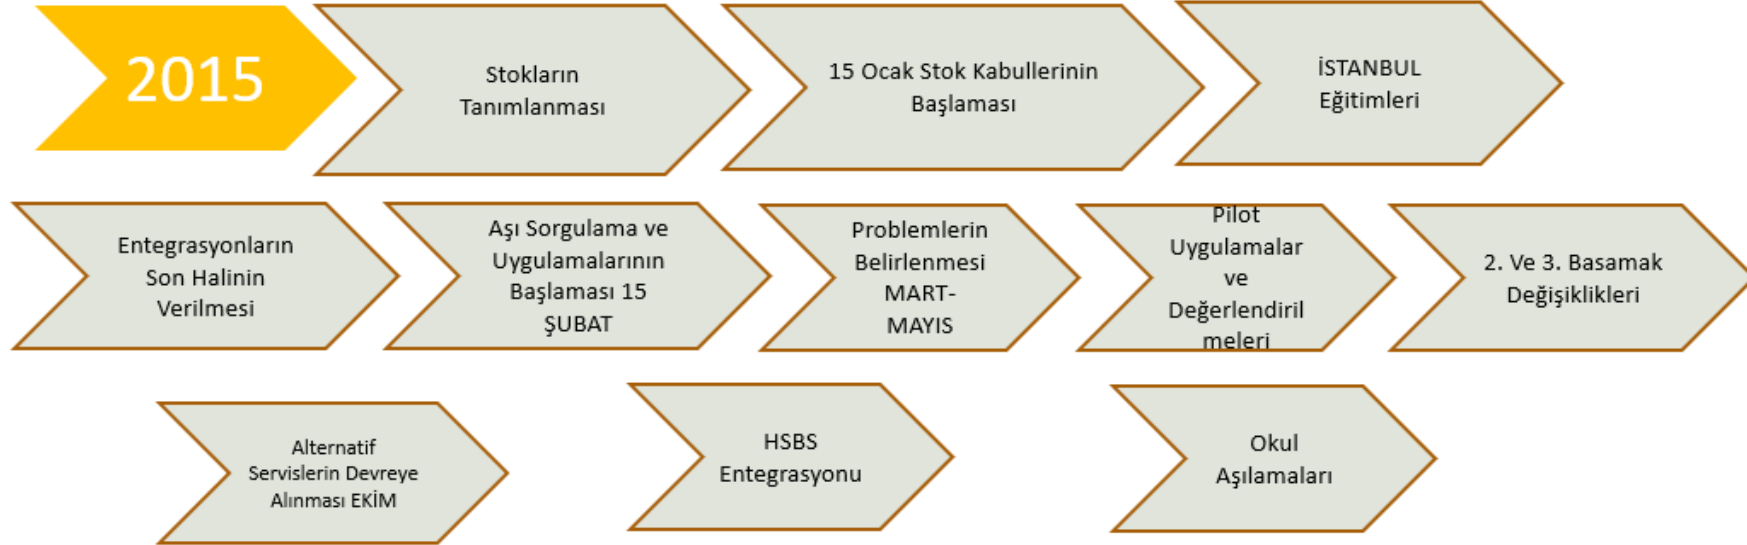 2015
Stokların
Tanımlanması
15 Ocak Stok Kabullerinin
Başlaması
İSTANBUL
Eğitimleri
Entegrasyonların
Son Halinin
Verilmesi
Aşı Sorgulama ve
Uygulamalarının
Başlaması 15
ŞUBAT
Problemlerin
Belirlenmesi
MART-
MAYIS
Pilot
Uygulamalar
ve
Değerlendiril
meleri
2. Ve 3. Basamak
Değişiklikleri
Alternatif
Servislerin Devreye
Alınması EKİM
HSBS
Entegrasyonu
Okul
Aşılamaları